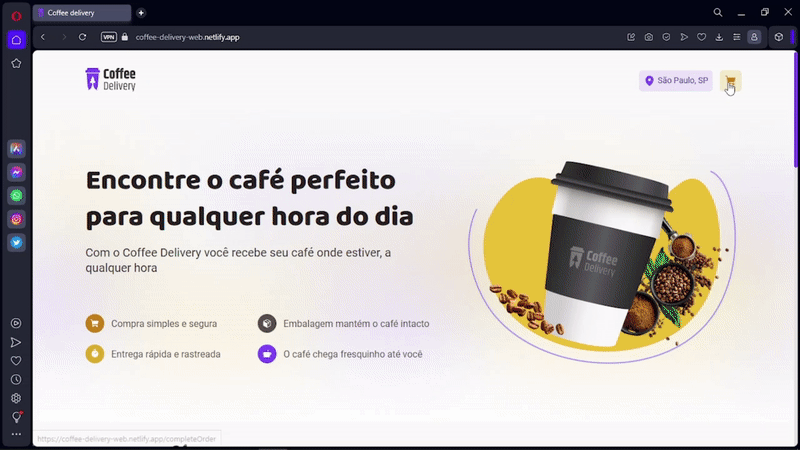 Coffee delivery
VPN
coffee-delivery-web.netlify.app
Coffee
Delivery
São Paulo, SP
Encontre o café perfeito
para qualquer hora do dia
Com o Coffee Delivery você recebe seu café onde estiver, a
qualquer hora
Coffee
Delivery
Compra simples e segura
Embalagem mantém o café intacto
Entrega rápida e rastreada
O café chega fresquinho até você
https://coffee-delivery-web.netlify.app/completeOrder